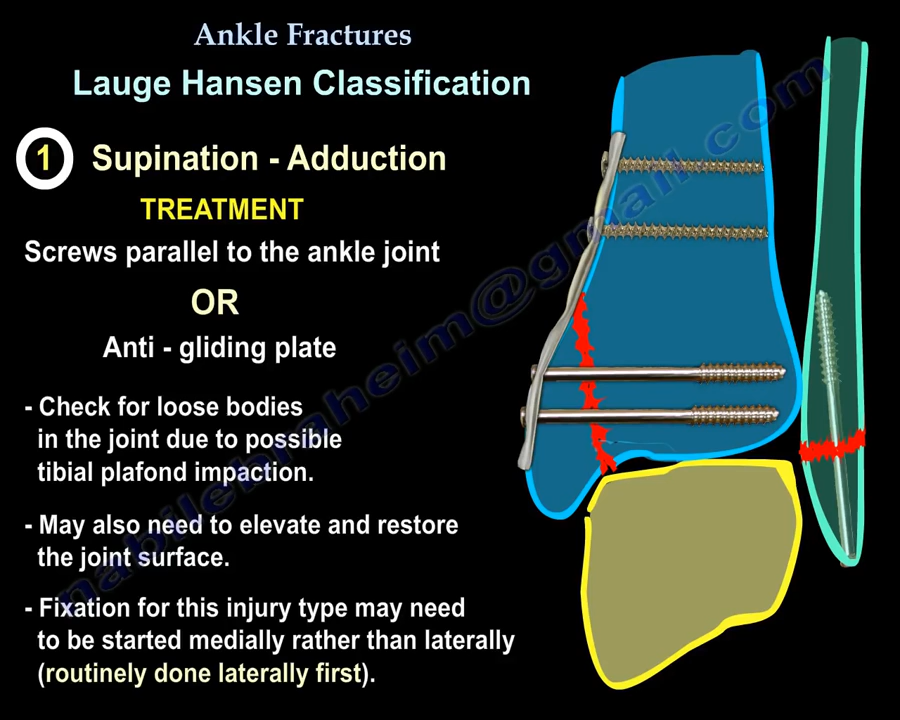 Ankle Fractures
Lauge Hansen Classification
1 Supination - Adduction
TREATMENT
Screws parallel to the ankle joint
OR
Anti - gliding plate
- Check for loose bodies
in the joint due to possible
tibial plafond impaction.
- May also need to elevate and restore
the joint surface.
- Fixation for this injury type may need
to be started medially rather than laterally
(routinely done laterally first).
nabilebraheim@gmail.com